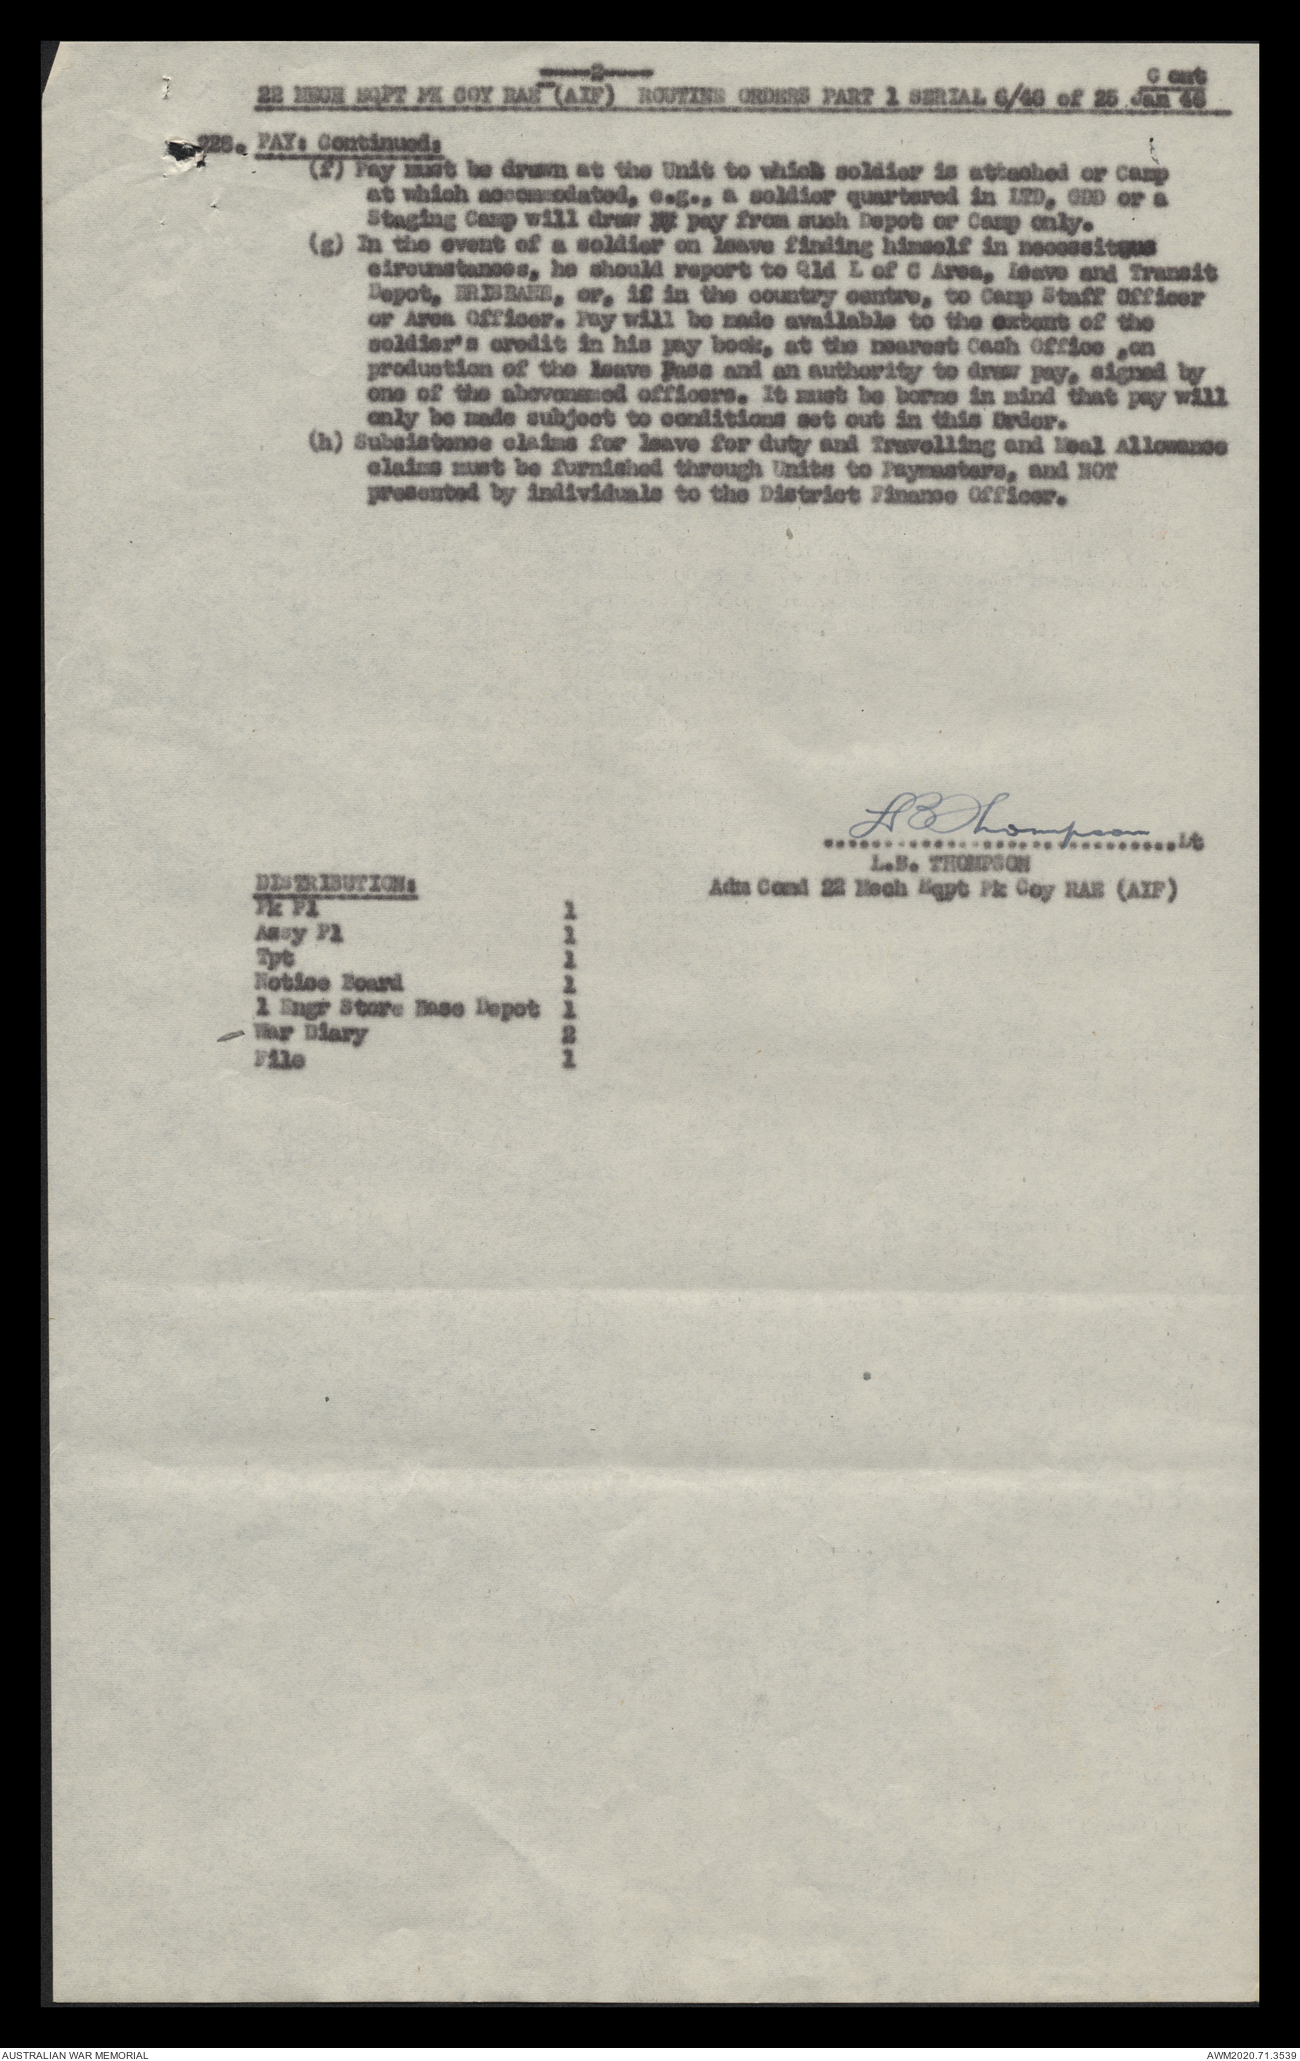 -----2-----
C ont
22 MECH EQPT PK COY RAE (AIF) ROUTINE ORDERS PART 1 SERIAL 6/46 of 25 Jan 46
PAY: Continued:
(f) Pay must be drawn at the Unit to which soldier is attached or Camp
at which accommodated, e.g., a soldier quartered in LTD, GDD or a
Staging Camp will draw pay from such Depot or Camp only.
(g) In the event of a soldier on leave finding himself in necessitous
circumstances, he should report to Qld L of C Area, Leave and Transit
Depot, BRISBANE, or, if in the country centre, to Camp Staff Officer
or Area Officer. Pay will be made available to the extent of the
soldier's credit in his pay book, at the nearest Cash Office ,on
production of the leave Pass and an authority to draw pay, signed by
one of the abovenamed officers. It must be borne in mind that pay will
only be made subject to conditions set out in this Order.
(h) Subsistence claims for leave for duty and Travelling and Meal Allowance
claims must be furnished through Units to Paymasters, and NOT
presented by individuals to the District Finance Officer.
LB Thompson
....................................Lt
L.B. THOMPSON
Adm Comd 22 Mech Eqpt Pk Coy RAE (AIF)
DISTRIBUTION:
Pk Pl 1
Assy Pl 1
Tpt 1
Notice Board 1
1 Engr Store Base Depot 1
War Diary 2
File 1
AUSTRALIAN WAR MEMORIAL
AWM2020.71.3539